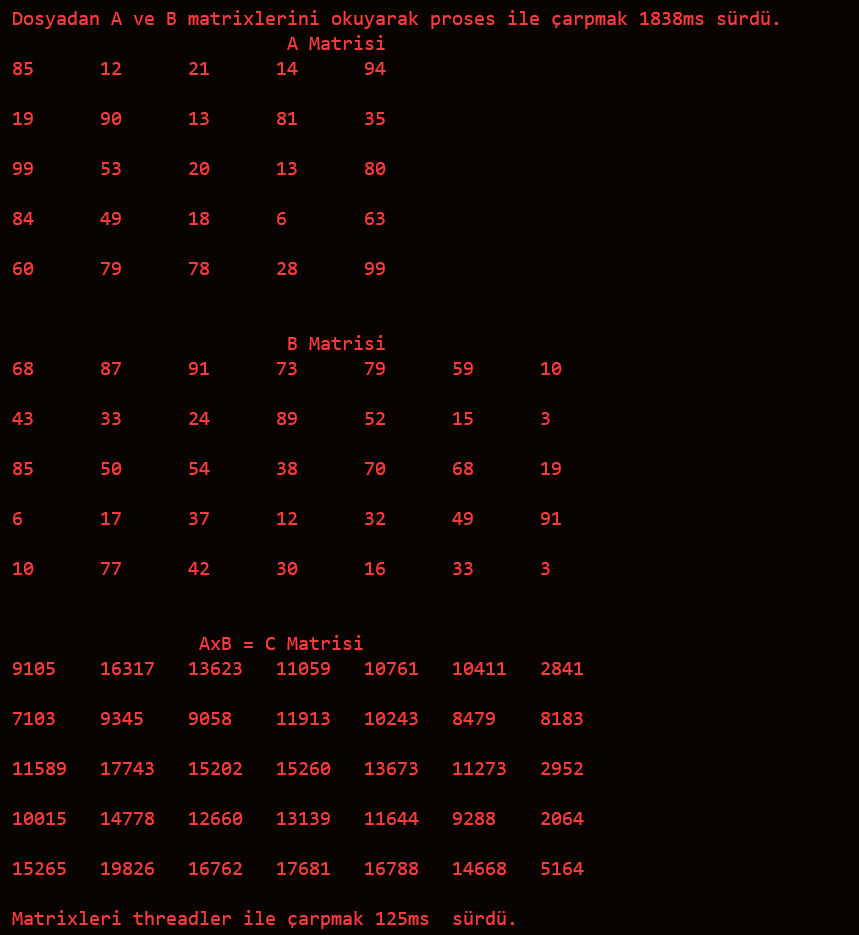 Dosyadan A ve B matrixlerini okuyarak proses ile çarpmak 1838ms sürdü.
A Matrisi
85 12 21 14 94
19 90 13 81 35
99 53 20 13 80
84 49 18 6 63
60 79 78 28 99
B Matrisi
68 87 91 73 79 59 10
43 33 24 89 52 15 3
85 50 54 38 70 68 19
6 17 37 12 32 49 91
10 77 42 30 16 33 3
AxB = C Matrisi
9105 16317 13623 11059 10761 10411 2841
7103 9345 9058 11913 10243 8479 8183
11589 17743 15202 15260 13673 11273 2952
10015 14778 12660 13139 11644 9288 2064
15265 19826 16762 17681 16788 14668 5164
Matrixleri threadler ile çarpmak 125ms  sürdü.